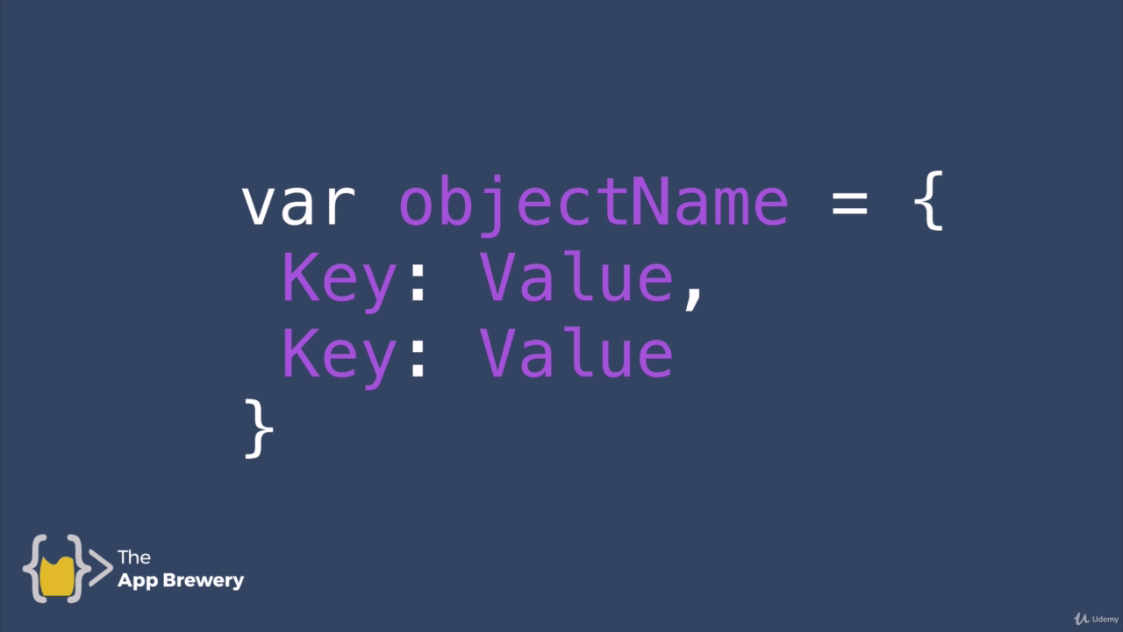 var objectName = {
Key: Value,
Key: Value
}
The
App Brewery
Udemy